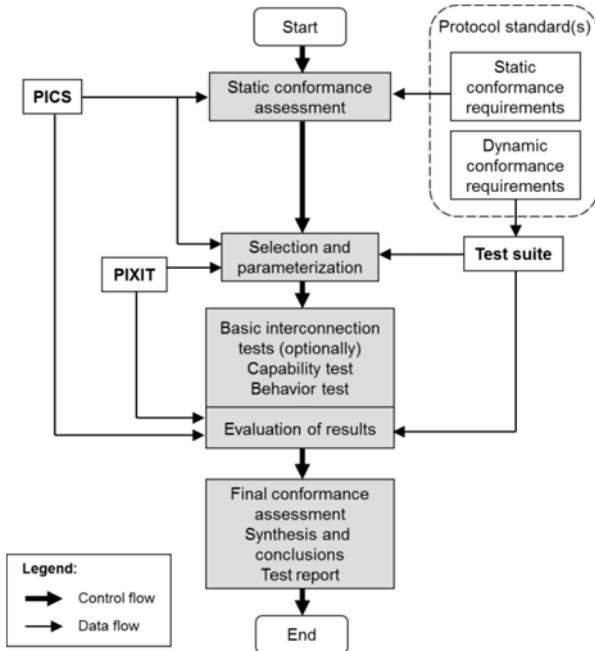 Start
Protocol standard(s)
Static
conformance
requirements
PICS
Static conformance
assessment
Dynamic
conformance
requirements
Selection and
parameterization
Test suite
PIXIT
Basic interconnection
tests (optionally)
Capability test
Behavior test
Evaluation of results
Final conformance
assessment
Synthesis and
conclusions
Test report
Legend:
Control flow
Data flow
End